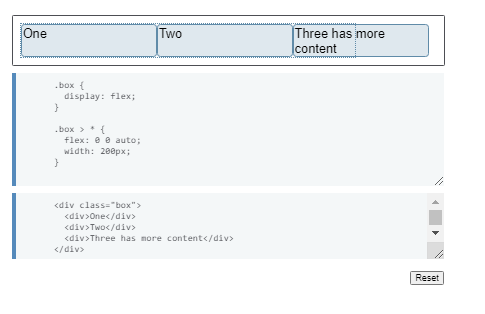 One
Two
Three has more
content
.box {
display: flex;
}
.box > * {
flex: 0 0 auto;
width: 200px;
}
<div class="box">
<div>One</div>
<div>Two</div>
<div>Three has more content</div>
</div>
Reset